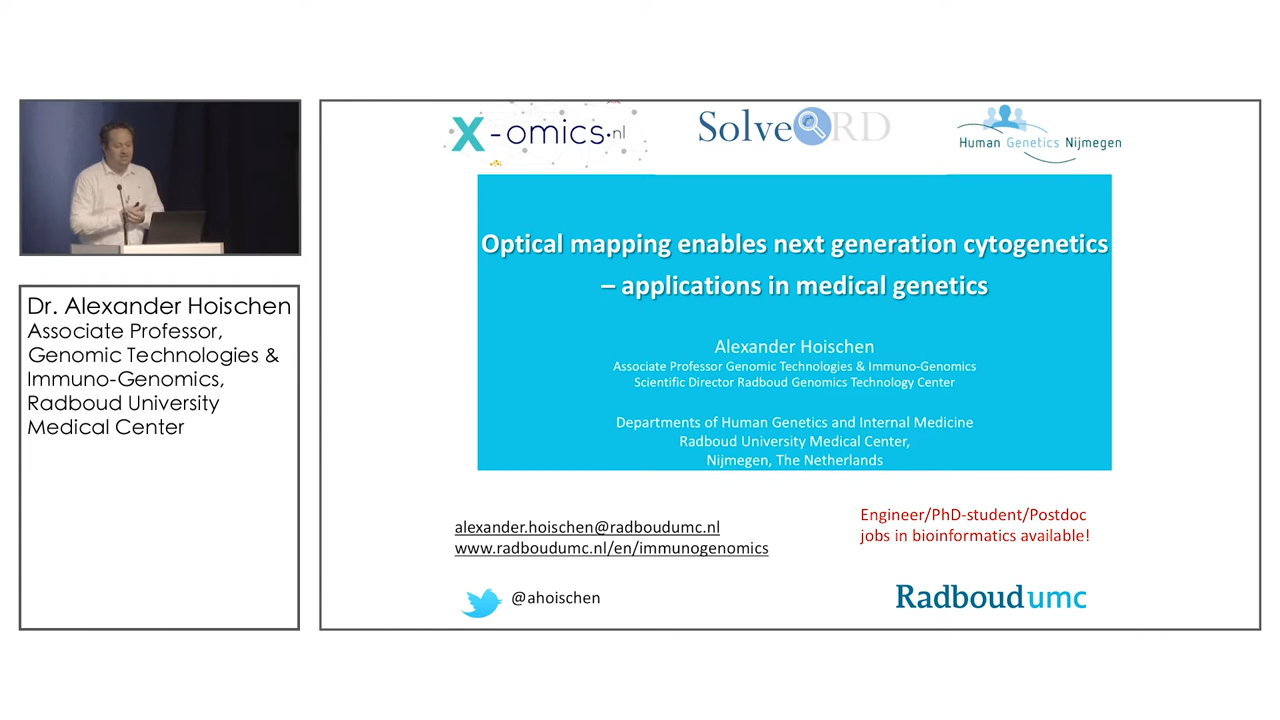 Dr. Alexander Hoischen
Associate Professor,
Genomic Technologies &
Immuno-Genomics,
Radboud University
Medical Center
X-omics.nl
SolveRD
Human Genetics Nijmegen
Optical mapping enables next generation cytogenetics
– applications in medical genetics
Alexander Hoischen
Associate Professor Genomic Technologies & Immuno-Genomics
Scientific Director Radboud Genomics Technology Center
Departments of Human Genetics and Internal Medicine
Radboud University Medical Center,
Nijmegen, The Netherlands
alexander.hoischen@radboudumc.nl
www.radboudumc.nl/en/immunogenomics
@ahoischen
Engineer/PhD-student/Postdoc
jobs in bioinformatics available!
Radboudumc